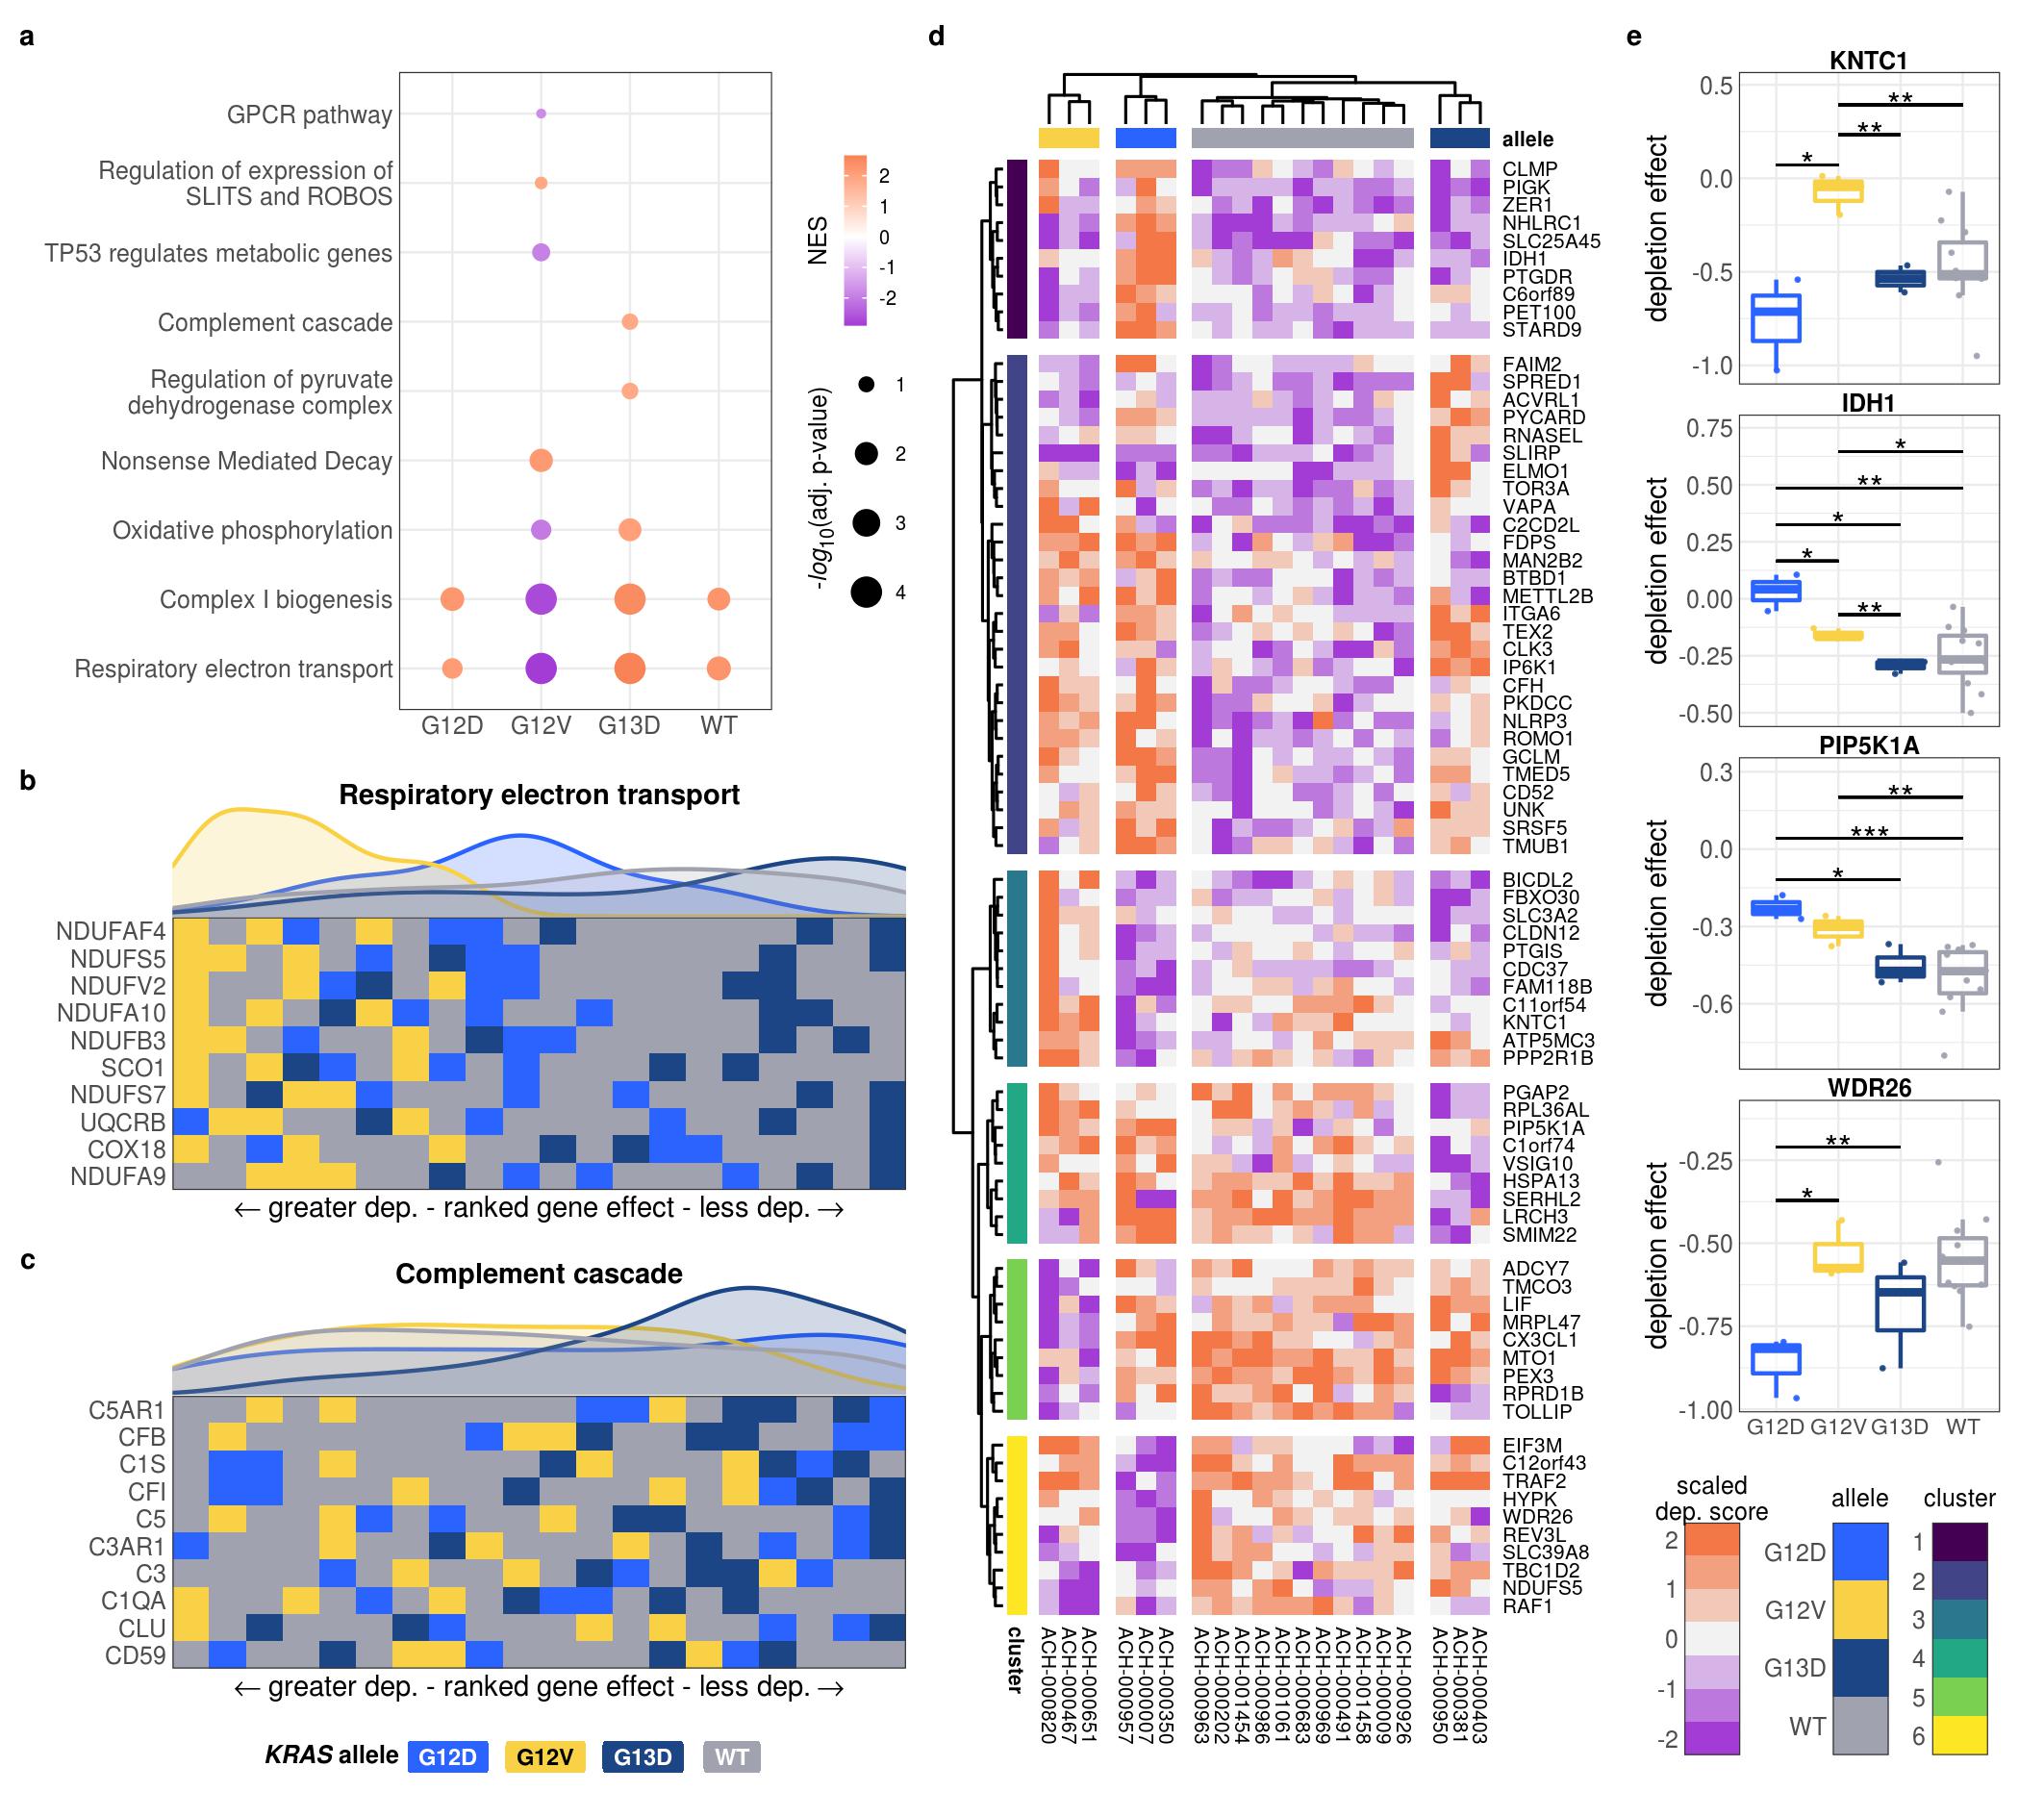 a
GPCR pathway
Regulation of expression of
SLITS and ROBOS
TP53 regulates metabolic genes
Complement cascade
Regulation of pyruvate
dehydrogenase complex
Nonsense Mediated Decay
Oxidative phosphorylation
Complex I biogenesis
Respiratory electron transport
G12D G12V G13D WT
NES
2
1
0
-1
-2
-log10(adj. p-value)
1
2
3
4
b
Respiratory electron transport
NDUFAF4
NDUFS5
NDUFV2
NDUFA10
NDUFB3
SCO1
NDUFS7
UQCRB
COX18
NDUFA9
← greater dep. - ranked gene effect - less dep. →
c
Complement cascade
C5AR1
CFB
C1S
CFI
C5
C3AR1
C3
C1QA
CLU
CD59
← greater dep. - ranked gene effect - less dep. →
KRAS allele G12D G12V G13D WT
d
allele
CLMP
PIGK
ZER1
NHLRC1
SLC25A45
IDH1
PTGDR
C6orf89
PET100
STARD9
FAIM2
SPRED1
ACVRL1
PYCARD
RNASEL
SLIRP
ELMO1
TOR3A
VAPA
C2CD2L
FDPS
MAN2B2
BTBD1
METTL2B
ITGA6
TEX2
CLK3
IP6K1
CFH
PKDCC
NLRP3
ROMO1
GCLM
TMED5
CD52
UNK
SRSF5
TMUB1
BICDL2
FBXO30
SLC3A2
CLDN12
PTGIS
CDC37
FAM118B
C11orf54
KNTC1
ATP5MC3
PPP2R1B
PGAP2
RPL36AL
PIP5K1A
C1orf74
VSIG10
HSPA13
SERHL2
LRCH3
SMIM22
ADCY7
TMCO3
LIF
MRPL47
CX3CL1
MTO1
PEX3
RPRD1B
TOLLIP
EIF3M
C12orf43
TRAF2
HYPK
WDR26
REV3L
SLC39A8
TBC1D2
NDUFS5
RAF1
cluster
ACH-000820
ACH-000467
ACH-000651
ACH-000957
ACH-000007
ACH-000350
ACH-000963
ACH-000202
ACH-001454
ACH-000986
ACH-001061
ACH-000683
ACH-000969
ACH-000491
ACH-001458
ACH-000009
ACH-000926
ACH-000950
ACH-000381
ACH-000403
e
KNTC1
depletion effect
0.5
0.0
-0.5
-1.0
**
**
*
IDH1
depletion effect
0.75
0.50
0.25
0.00
-0.25
-0.50
*
**
*
*
**
PIP5K1A
depletion effect
0.3
0.0
-0.3
-0.6
**
***
*
WDR26
depletion effect
-0.25
-0.50
-0.75
-1.00
**
*
G12D G12V G13D WT
scaled
dep. score
2
1
0
-1
-2
allele
G12D
G12V
G13D
WT
cluster
1
2
3
4
5
6